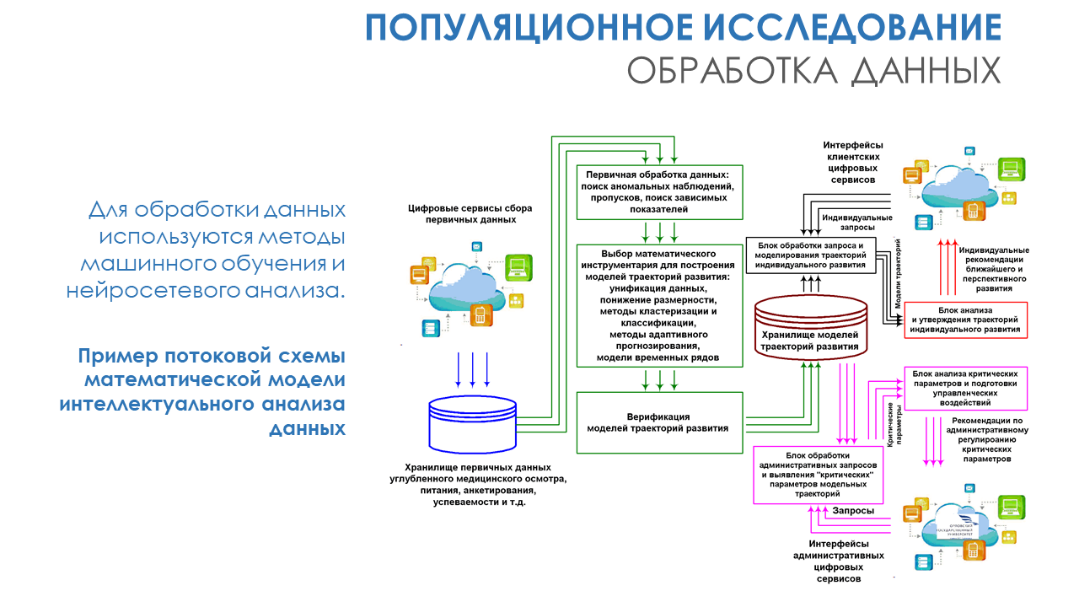 ПОПУЛЯЦИОННОЕ ИССЛЕДОВАНИЕ
ОБРАБОТКА ДАННЫХ
Для обработки данных
используются методы
машинного обучения и
нейросетевого анализа.
Пример потоковой схемы
математической модели
интеллектуального анализа
данных
Цифровые сервисы сбора
первичных данных
Хранилище первичных данных
углубленного медицинского осмотра,
питания, анкетирования,
успеваемости и т.д.
Первичная обработка данных:
поиск аномальных наблюдений,
пропусков, поиск зависимых
показателей
Выбор математического
инструментария для построения
моделей траекторий развития:
унификация данных,
понижение размерности,
методы кластеризации и
классификации,
методы адаптивного
прогнозирования,
модели временных рядов
Верификация
моделей траекторий развития
Интерфейсы
клиентских
цифровых
сервисов
Индивидуальные
запросы
Блок обработки запроса и
моделирования траекторий
индивидуального развития
Модели траекторий
Хранилище моделей
траекторий развития
Индивидуальные
рекомендации
ближайшего и
перспективного
развития
Блок анализа
и утверждения траекторий
индивидуального развития
Блок анализа критических
параметров и подготовки
управленческих
воздействий
Критические
параметры
Рекомендации по
административному
регулироанию
критических
параметров
Блок обработки
административных запросов
и выявления "критических"
параметров модельных
траекторий
Запросы
Интерфейсы
административных
цифровых
сервисов